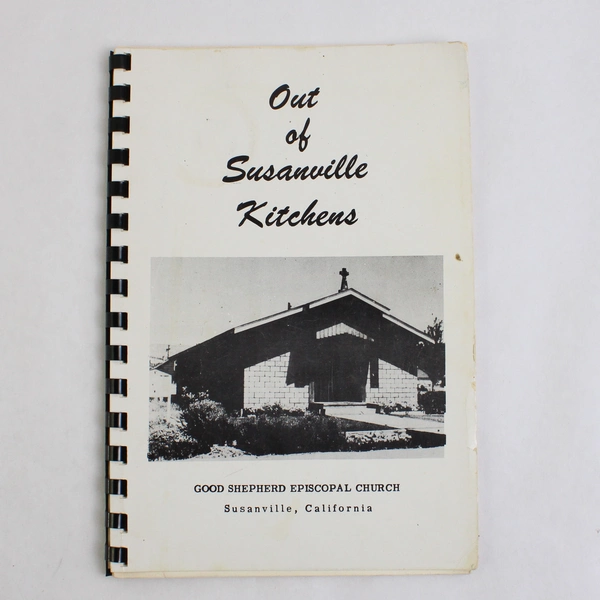 Out
of
Susanville
Kitchens
GOOD SHEPHERD EPISCOPAL CHURCH
Susanville, California